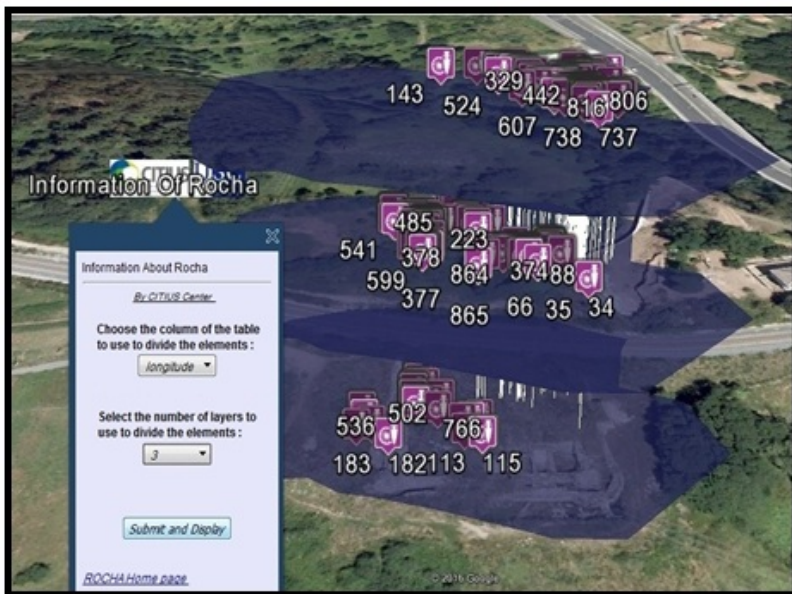 143
524
329
442
607
816
806
738
737
CITIUS
Information Of Rocha
485
541
378
223
599
377
864
374
88
865
66
35
34
Information About Rocha
By CITIUS Center
Choose the column of the table
to use to divide the elements :
longitude
Select the number of layers to
use to divide the elements :
3
Submit and Display
ROCHA Home page
536
502
766
183
182
113
115
© 2016 Google